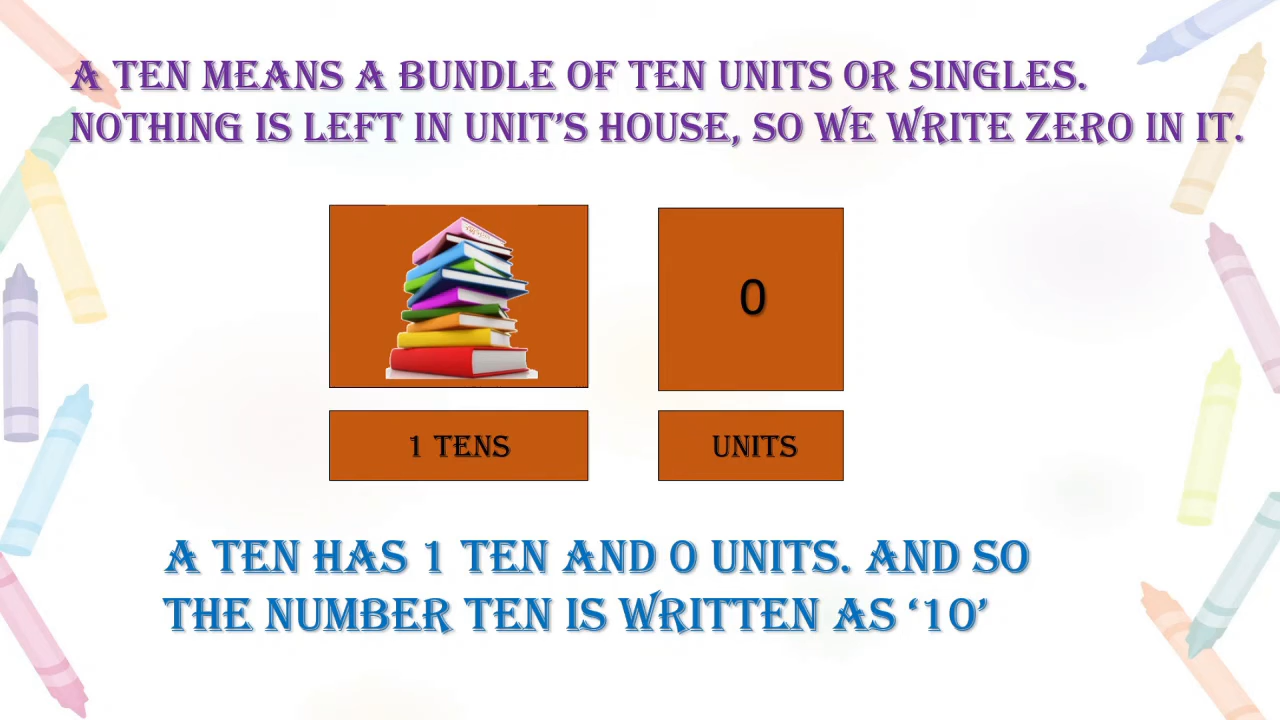 A TEN MEANS A BUNDLE OF TEN UNITS OR SINGLES.
NOTHING IS LEFT IN UNIT’S HOUSE, SO WE WRITE ZERO IN IT.
0
1 TENS
UNITS
A TEN HAS 1 TEN AND 0 UNITS. AND SO
THE NUMBER TEN IS WRITTEN AS ‘10’